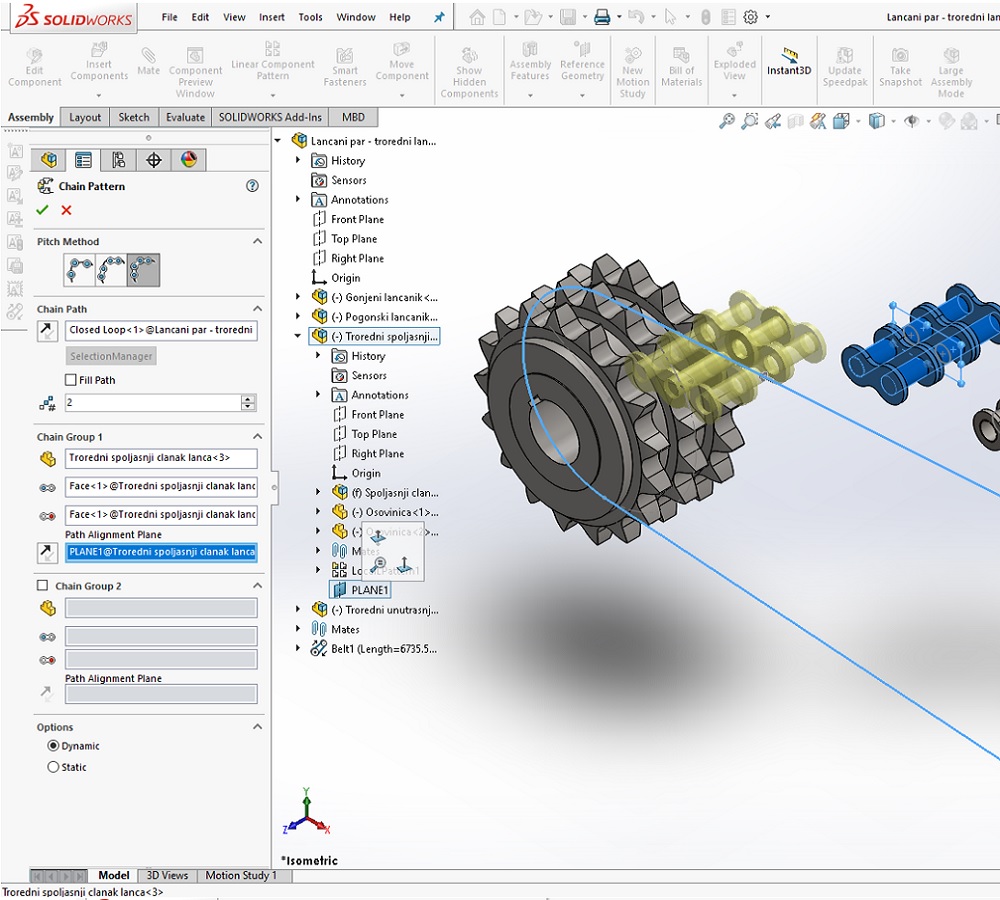 SOLIDWORKS
File Edit View Insert Tools Window Help
Lancani par - troredni lan
Edit Component
Insert Components
Mate
Component Preview Window
Linear Component Pattern
Smart Fasteners
Move Component
Show Hidden Components
Assembly Features
Reference Geometry
New Motion Study
Bill of Materials
Exploded View
Instant3D
Update Speedpak
Take Snapshot
Large Assembly Mode
Assembly Layout Sketch Evaluate SOLIDWORKS Add-Ins MBD
Chain Pattern
Pitch Method
Chain Path
Closed Loop<1>@Lancani par - troredni
SelectionManager
Fill Path
2
Chain Group 1
Troredni spoljasnji clanak lanca<3>
Face<1>@Troredni spoljasnji clanak lanc
Face<1>@Troredni spoljasnji clanak lanc
Path Alignment Plane
PLANE1@Troredni spoljasnji clanak lanca
Chain Group 2
Path Alignment Plane
Options
Dynamic
Static
Lancani par - troredni lan...
History
Sensors
Annotations
Front Plane
Top Plane
Right Plane
Origin
(-) Gonjeni lancanik<...
(-) Pogonski lancanik...
(-) Troredni spoljasnji...
History
Sensors
Annotations
Front Plane
Top Plane
Right Plane
Origin
(f) Spoljasnji clan...
(-) Osovinica<1>...
(-) Osovinica<2>...
Mates
LocalPattern1
PLANE1
(-) Troredni unutrasnj...
Mates
Belt1 (Length=6735.5...
Y
Z
X
*Isometric
Model 3D Views Motion Study 1
Troredni spoljasnji clanak lanca<3>